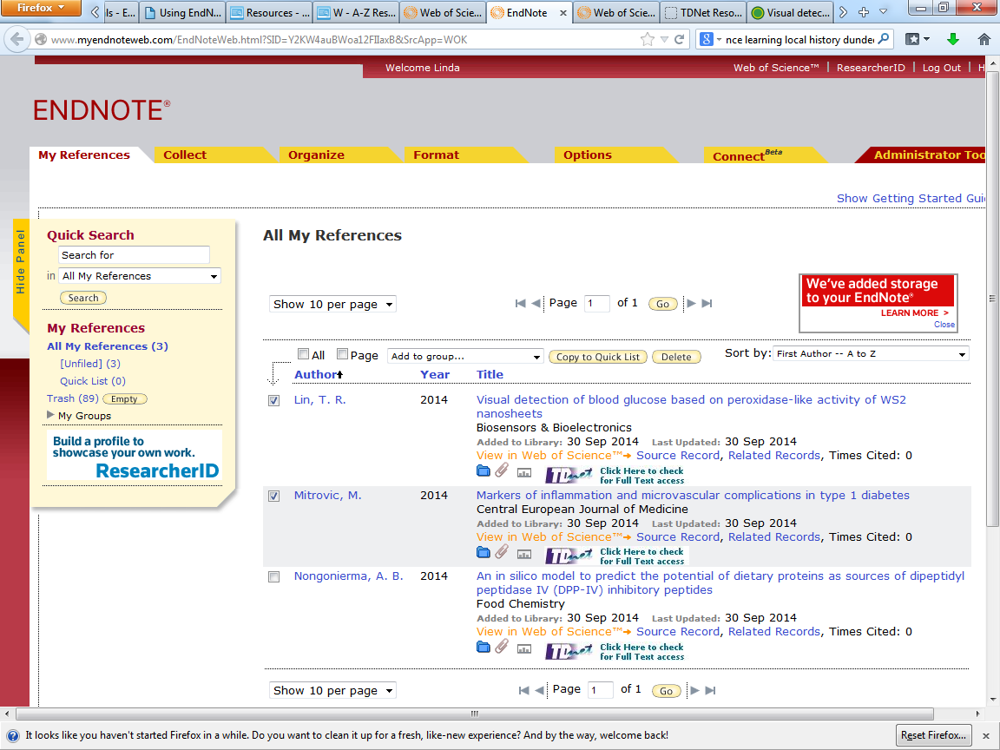 Firefox
ls - E...
Using EndN...
Resources - ...
W - A-Z Res...
Web of Scie...
EndNote
Web of Scie...
TDNet Reso...
Visual detec...
www.myendnoteweb.com/EndNoteWeb.html?SID=Y2KW4auBWoa12FIIaxB&SrcApp=WOK
nce learning local history dunde
Welcome Linda
Web of Science™ | ResearcherID | Log Out | H
ENDNOTE®
My References
Collect
Organize
Format
Options
Connect Beta
Administrator Too
Show Getting Started Gui
Hide Panel
Quick Search
Search for
in All My References
Search
My References
All My References (3)
[Unfiled] (3)
Quick List (0)
Trash (89) Empty
My Groups
Build a profile to
showcase your own work.
ResearcherID
All My References
Show 10 per page
Page 1 of 1 Go
We've added storage
to your EndNote®
LEARN MORE >
Close
All Page Add to group... Copy to Quick List Delete Sort by: First Author -- A to Z
Author Year Title
Lin, T. R. 2014 Visual detection of blood glucose based on peroxidase-like activity of WS2
nanosheets
Biosensors & Bioelectronics
Added to Library: 30 Sep 2014 Last Updated: 30 Sep 2014
View in Web of Science™➔ Source Record, Related Records, Times Cited: 0
TDnet Click Here to check
for Full Text access
Mitrovic, M. 2014 Markers of inflammation and microvascular complications in type 1 diabetes
Central European Journal of Medicine
Added to Library: 30 Sep 2014 Last Updated: 30 Sep 2014
View in Web of Science™➔ Source Record, Related Records, Times Cited: 0
TDnet Click Here to check
for Full Text access
Nongonierma, A. B. 2014 An in silico model to predict the potential of dietary proteins as sources of dipeptidyl
peptidase IV (DPP-IV) inhibitory peptides
Food Chemistry
Added to Library: 30 Sep 2014 Last Updated: 30 Sep 2014
View in Web of Science™➔ Source Record, Related Records, Times Cited: 0
TDnet Click Here to check
for Full Text access
Show 10 per page
Page 1 of 1 Go
It looks like you haven't started Firefox in a while. Do you want to clean it up for a fresh, like-new experience? And by the way, welcome back!
Reset Firefox...